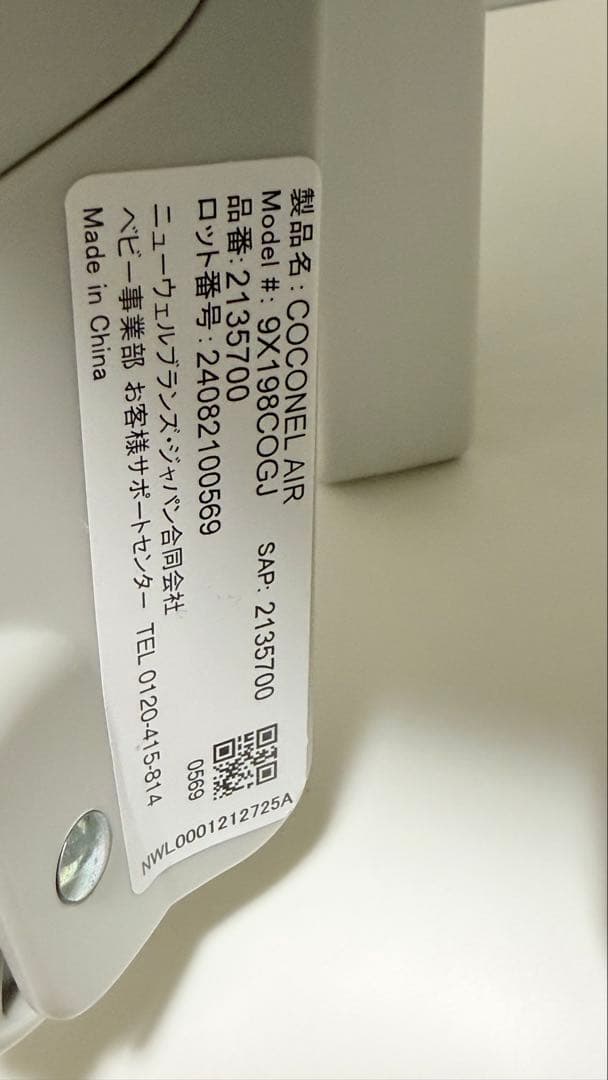 製品名：COCONEL AIR
Model #: 9X198COGJ SAP: 2135700
品番：2135700
ロット番号：24082100569
ニューウェルブランズ・ジャパン合同会社
ベビー事業部 お客様サポートセンター TEL 0120-415-814
Made in China
0569
NWL0001212725A